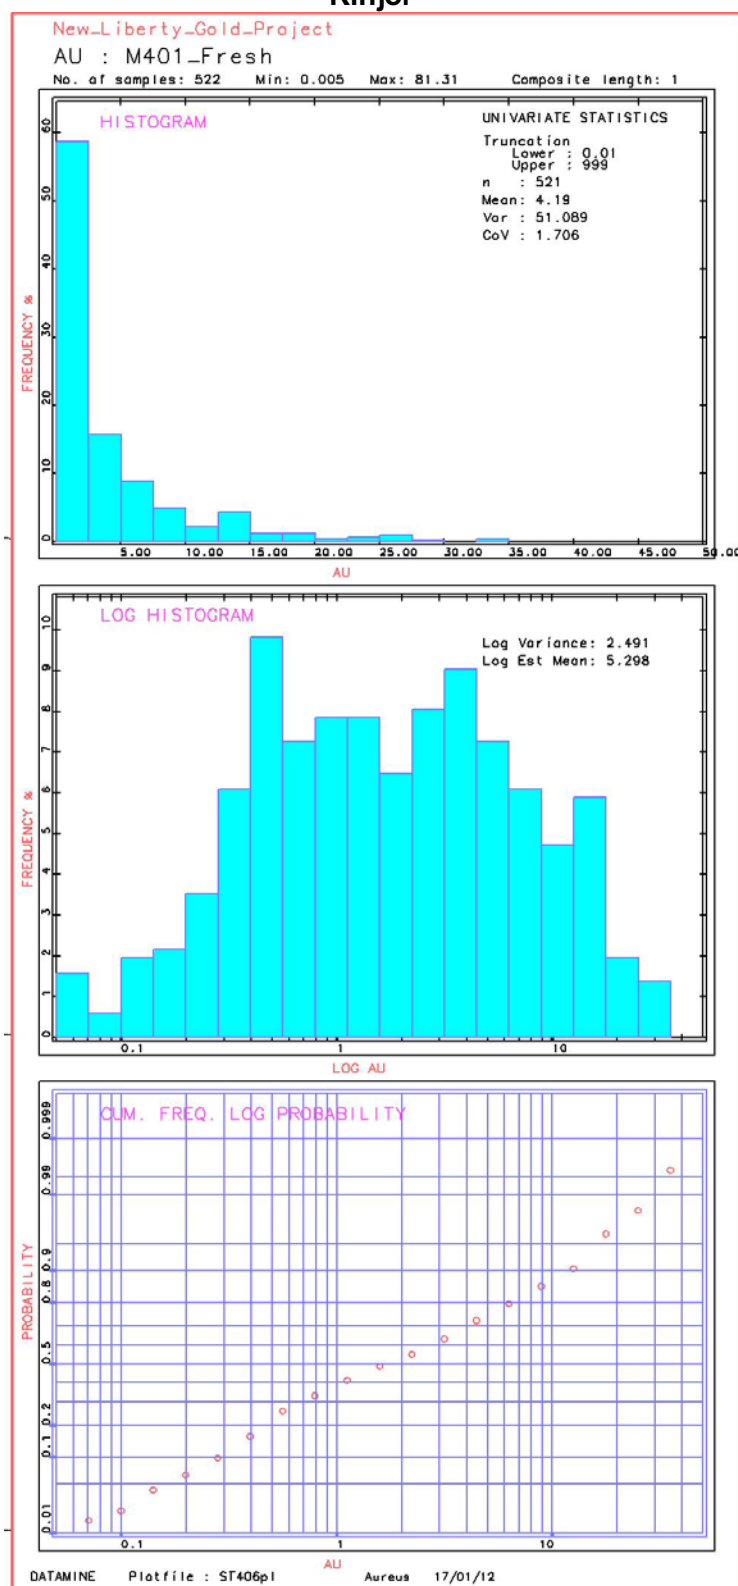 New_Liberty_Gold_Project
AU : M401_Fresh
No. of samples: 522 Min: 0.005 Max: 81.31 Composite length: 1
HISTOGRAM
UNIVARIATE STATISTICS
Truncation
Lower : 0.01
Upper : 999
n : 521
Mean: 4.19
Var : 51.089
CoV : 1.706
FREQUENCY %
60
50
40
30
20
10
0
5.00 10.00 15.00 20.00 25.00 30.00 35.00 40.00 45.00 50.00
AU
LOG HISTOGRAM
Log Variance: 2.491
Log Est Mean: 5.298
FREQUENCY %
10
9
8
7
6
5
4
3
2
1
0
0.1 1 10
LOG AU
CUM. FREQ. LOG PROBABILITY
PROBABILITY
0.999
0.99
0.9
0.8
0.5
0.2
0.1
0.01
0.1 1 10
AU
DATAMINE Plotfile : ST406pl Aureus 17/01/12